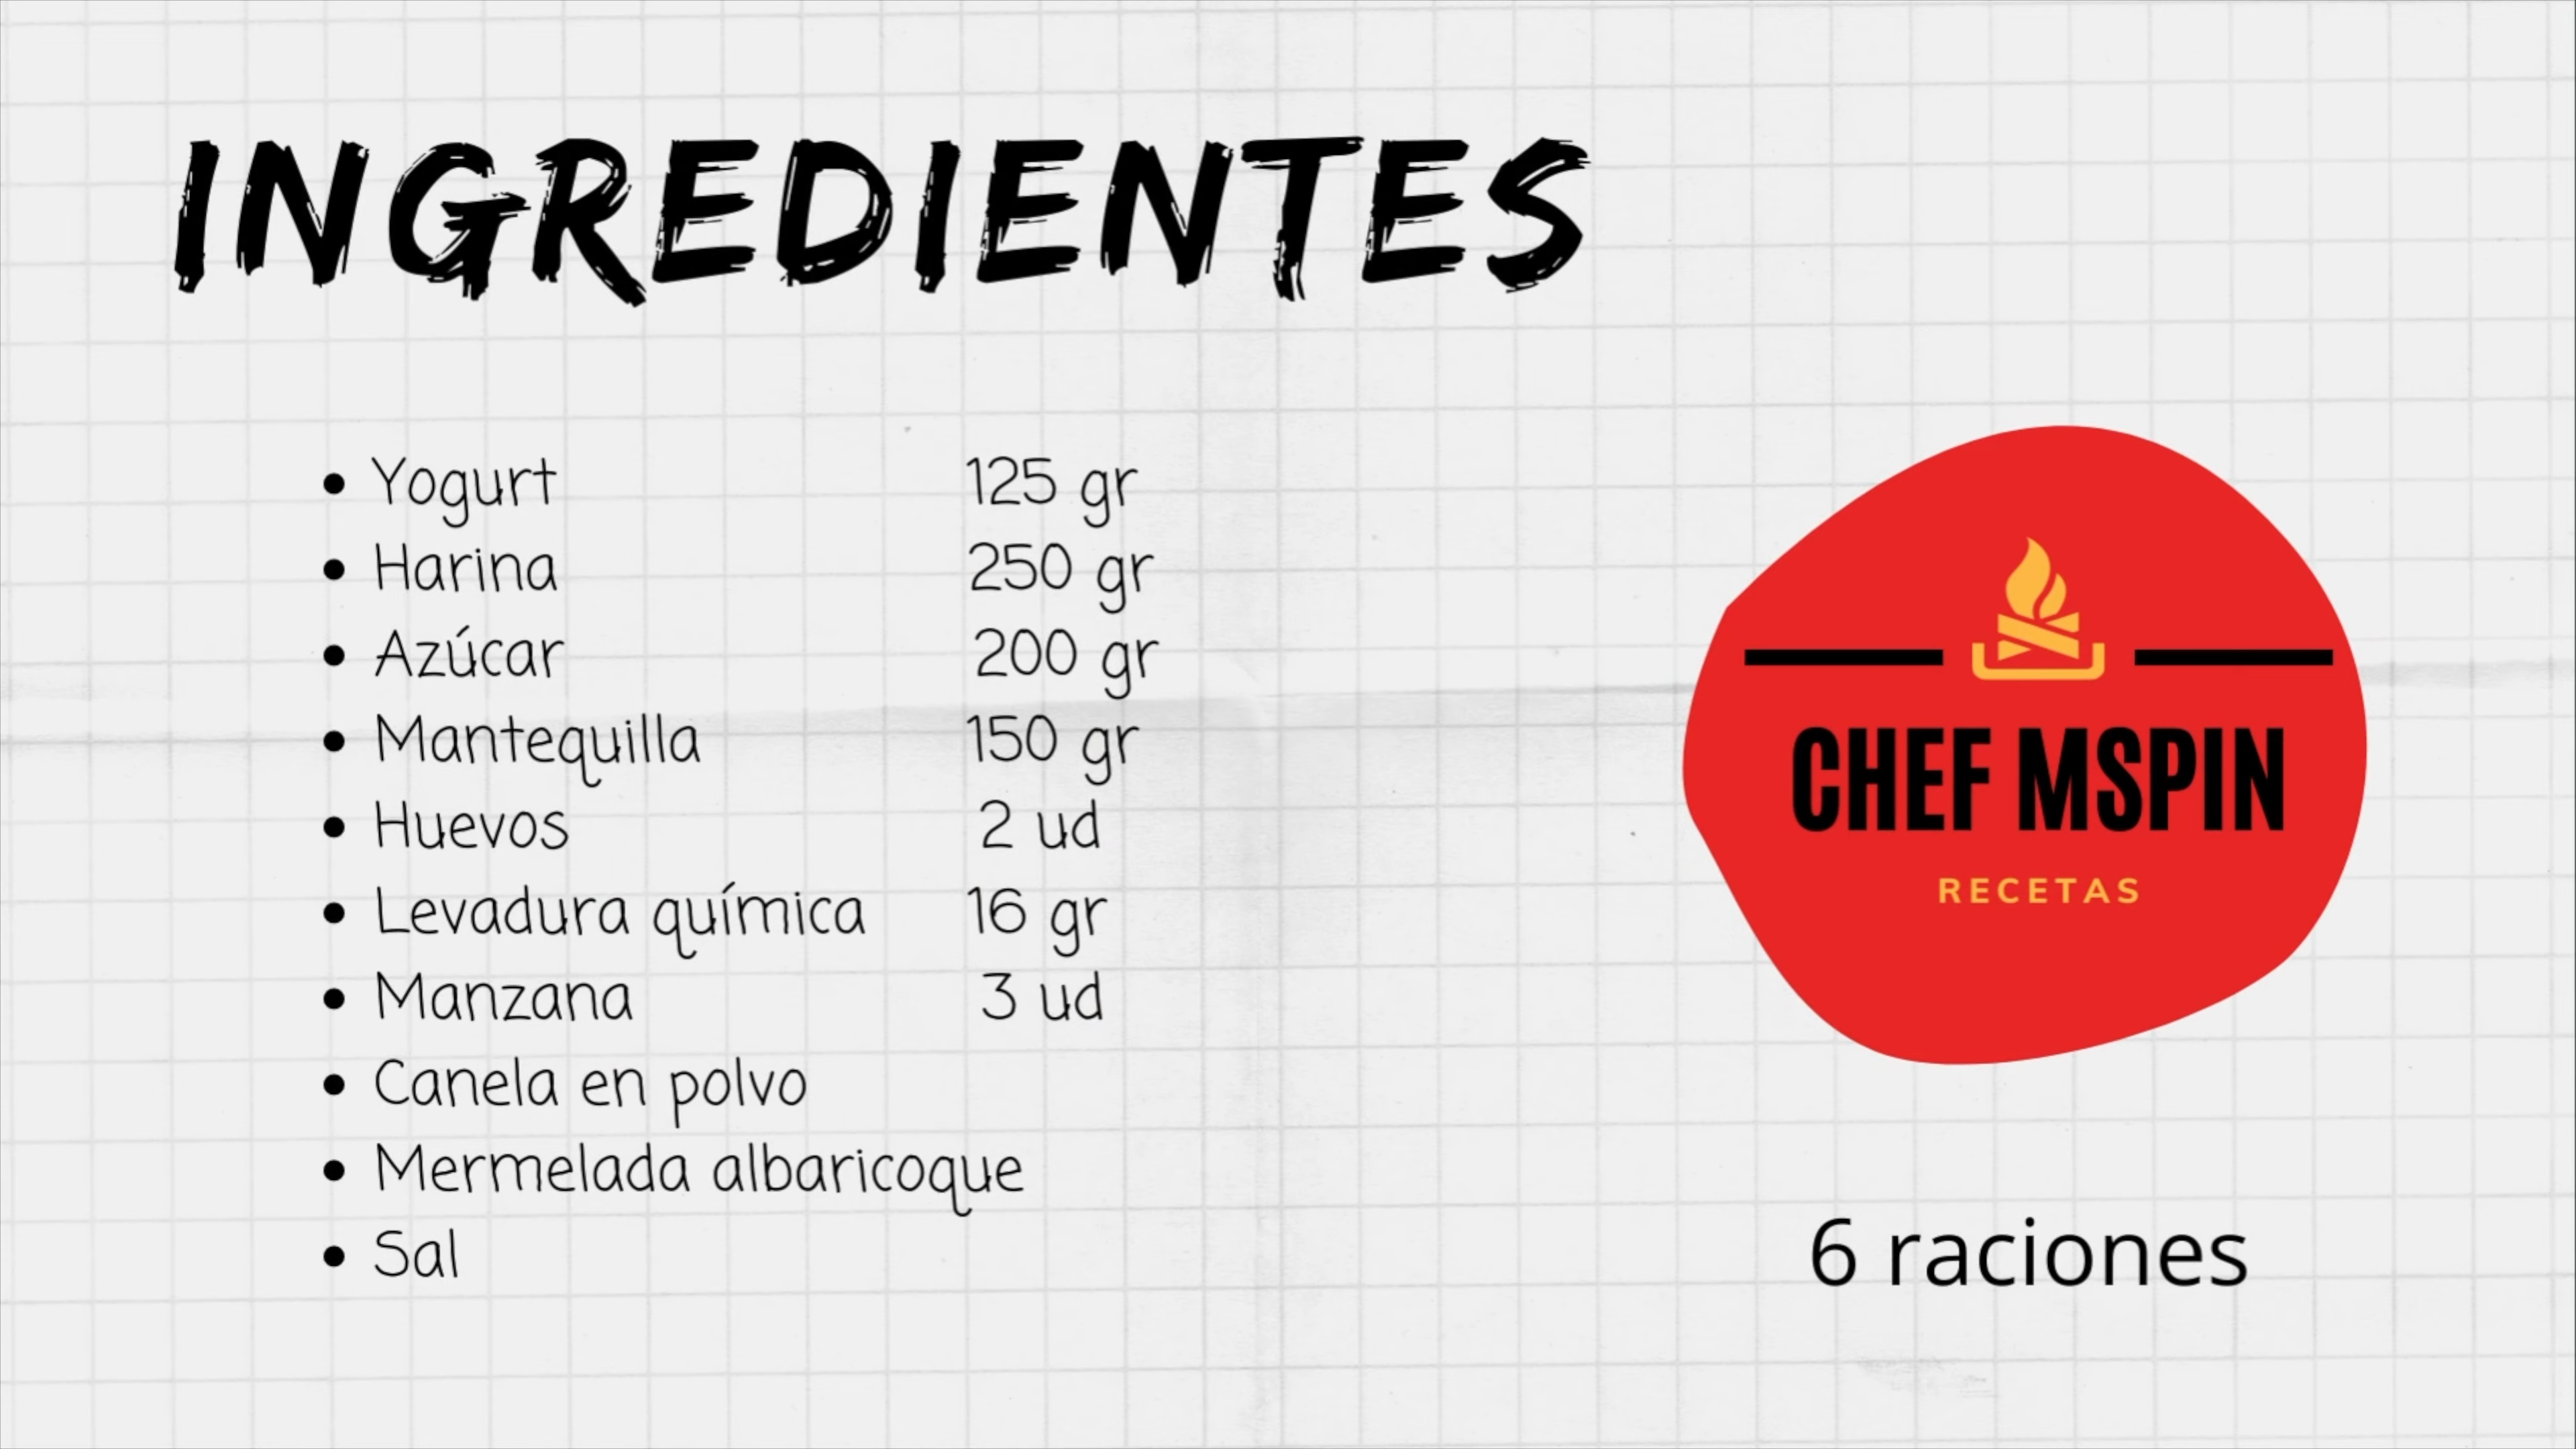 INGREDIENTES
Yogurt 125 gr
Harina 250 gr
Azúcar 200 gr
Mantequilla 150 gr
Huevos 2 ud
Levadura química 16 gr
Manzana 3 ud
Canela en polvo
Mermelada albaricoque
Sal
CHEF MSPIN
RECETAS
6 raciones